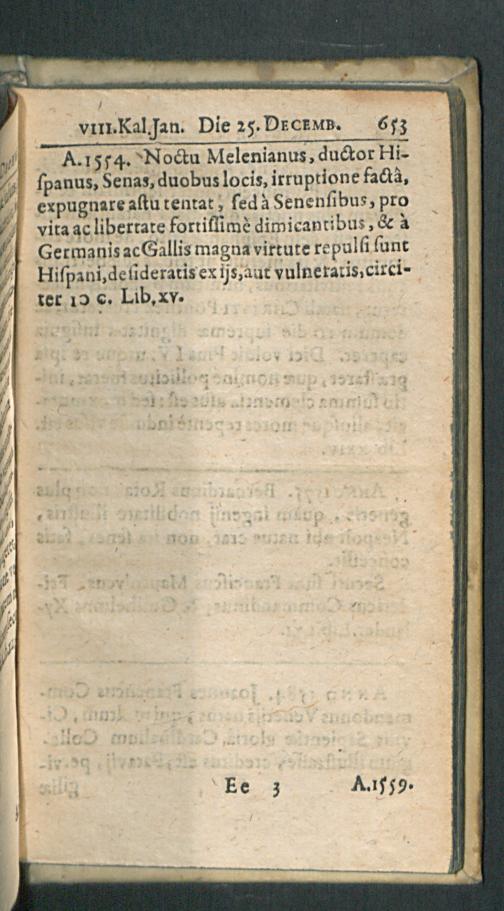 VIII.Kal.Jan. Die 25. DECEMB. 653
A.1554. Noctu Melenianus, ductor Hi-
ſpanus, Senas, duobus locis, irruptione factâ,
expugnare aſtu tentat, ſed à Senenſibus, pro
vita ac libertate fortiſſimè dimicantibus, & à
Germanis ac Gallis magna virtute repulſi ſunt
Hiſpani, deſideratis ex ijs, aut vulneratis, circi-
ter IↃ C. Lib. xv.
Ee 3 A.1559.